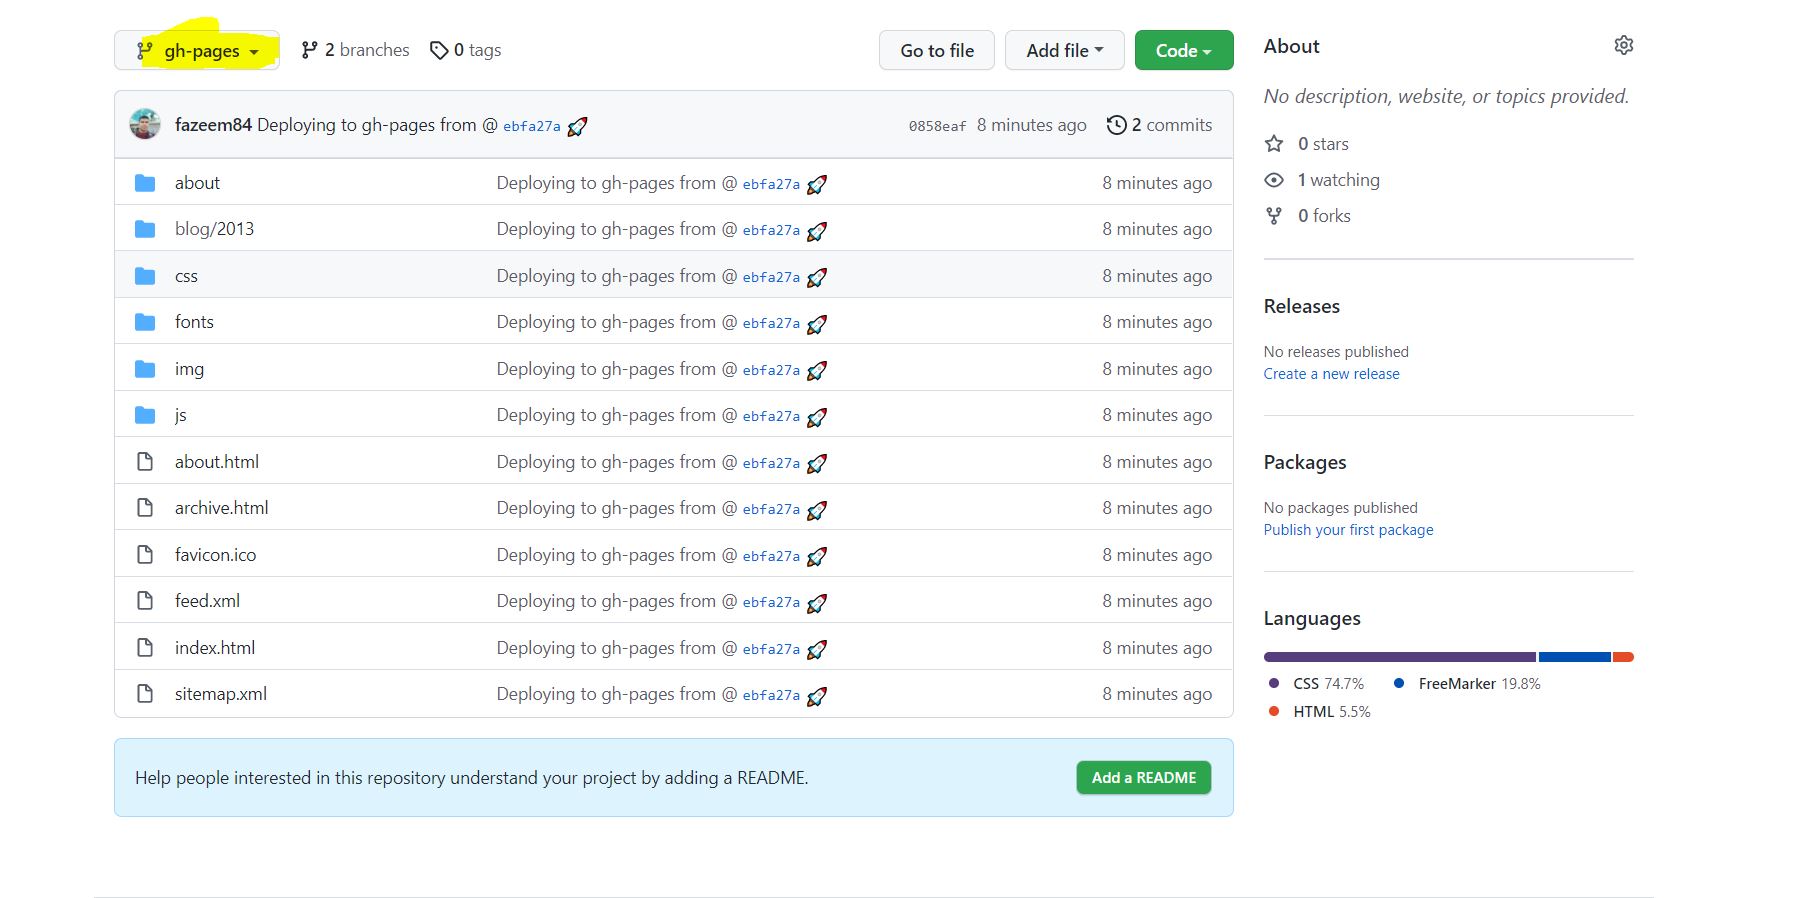 gh-pages 2 branches 0 tags Go to file Add file Code
fazeem84 Deploying to gh-pages from @ ebfa27a 🚀 0858eaf 8 minutes ago 2 commits
about Deploying to gh-pages from @ ebfa27a 🚀 8 minutes ago
blog/2013 Deploying to gh-pages from @ ebfa27a 🚀 8 minutes ago
css Deploying to gh-pages from @ ebfa27a 🚀 8 minutes ago
fonts Deploying to gh-pages from @ ebfa27a 🚀 8 minutes ago
img Deploying to gh-pages from @ ebfa27a 🚀 8 minutes ago
js Deploying to gh-pages from @ ebfa27a 🚀 8 minutes ago
about.html Deploying to gh-pages from @ ebfa27a 🚀 8 minutes ago
archive.html Deploying to gh-pages from @ ebfa27a 🚀 8 minutes ago
favicon.ico Deploying to gh-pages from @ ebfa27a 🚀 8 minutes ago
feed.xml Deploying to gh-pages from @ ebfa27a 🚀 8 minutes ago
index.html Deploying to gh-pages from @ ebfa27a 🚀 8 minutes ago
sitemap.xml Deploying to gh-pages from @ ebfa27a 🚀 8 minutes ago
Help people interested in this repository understand your project by adding a README. Add a README
About
No description, website, or topics provided.
0 stars
1 watching
0 forks
Releases
No releases published
Create a new release
Packages
No packages published
Publish your first package
Languages
CSS 74.7% FreeMarker 19.8%
HTML 5.5%